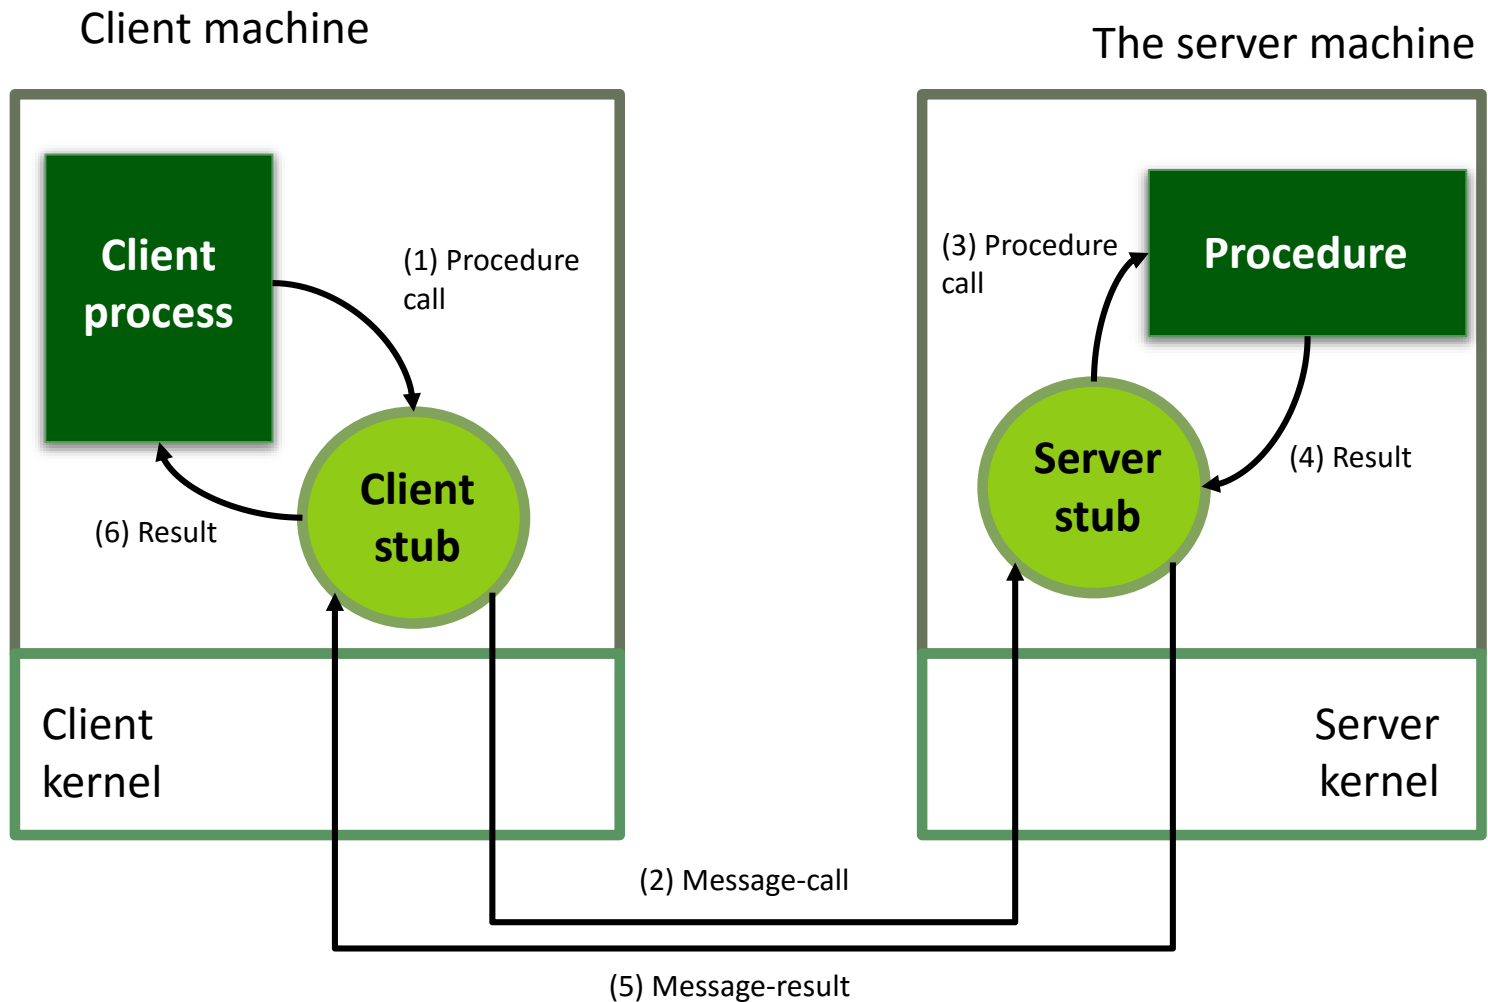 Client machine
The server machine
Client
process
(1) Procedure
call
(6) Result
Client
stub
(3) Procedure
call
Procedure
(4) Result
Server
stub
Client
kernel
Server
kernel
(2) Message-call
(5) Message-result